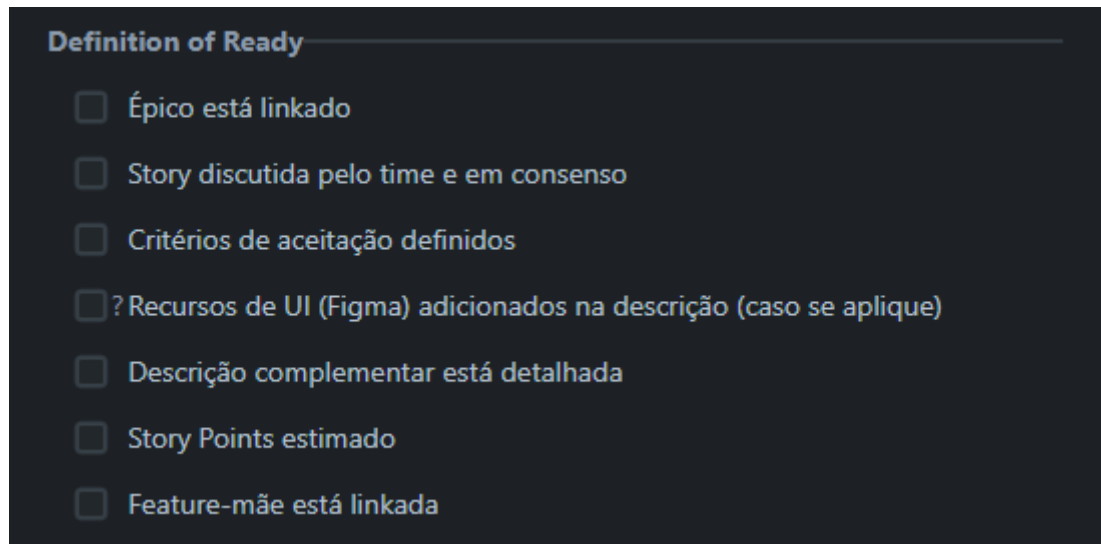 Definition of Ready
Épico está linkado
Story discutida pelo time e em consenso
Critérios de aceitação definidos
? Recursos de UI (Figma) adicionados na descrição (caso se aplique)
Descrição complementar está detalhada
Story Points estimado
Feature-mãe está linkada